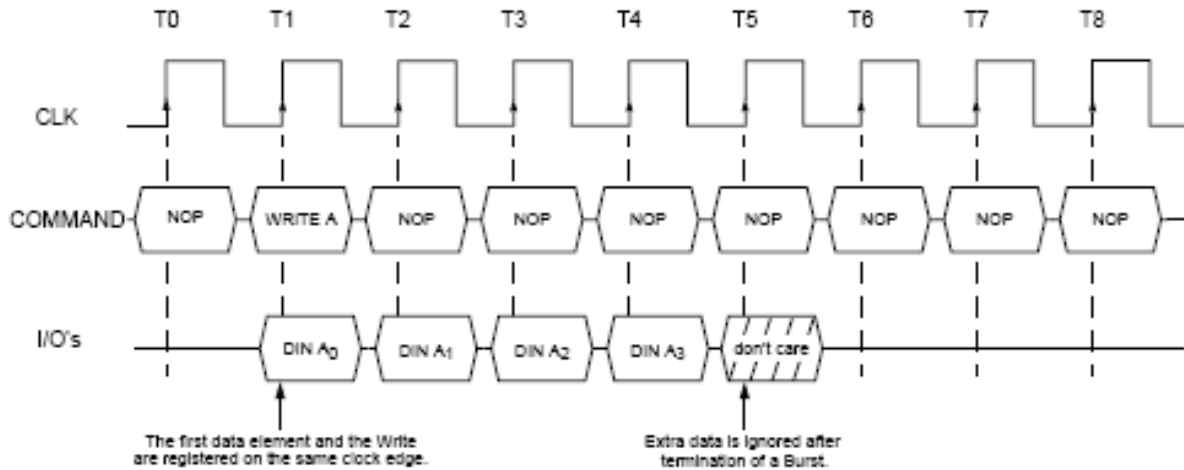 T0 T1 T2 T3 T4 T5 T6 T7 T8
CLK
COMMAND NOP WRITE A NOP NOP NOP NOP NOP NOP NOP
I/O's DIN A0 DIN A1 DIN A2 DIN A3 don't care
The first data element and the Write
are registered on the same clock edge.
Extra data is ignored after
termination of a Burst.